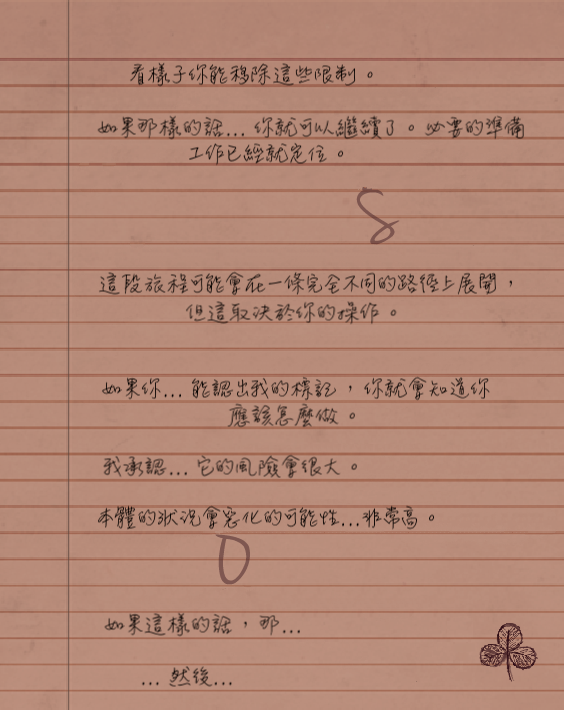 看樣子你能移除這些限制。
如果那樣的話...你就可以繼續了。必要的準備
工作已經就定位。
S
這段旅程可能會在一條完全不同的路徑上展開，
但這取決於你的操作。
如果你...能認出我的標記，你就會知道你
應該怎麼做。
我承認...它的風險會很大。
本體的狀況會惡化的可能性...非常高。
D
如果這樣的話，那...
...然後...